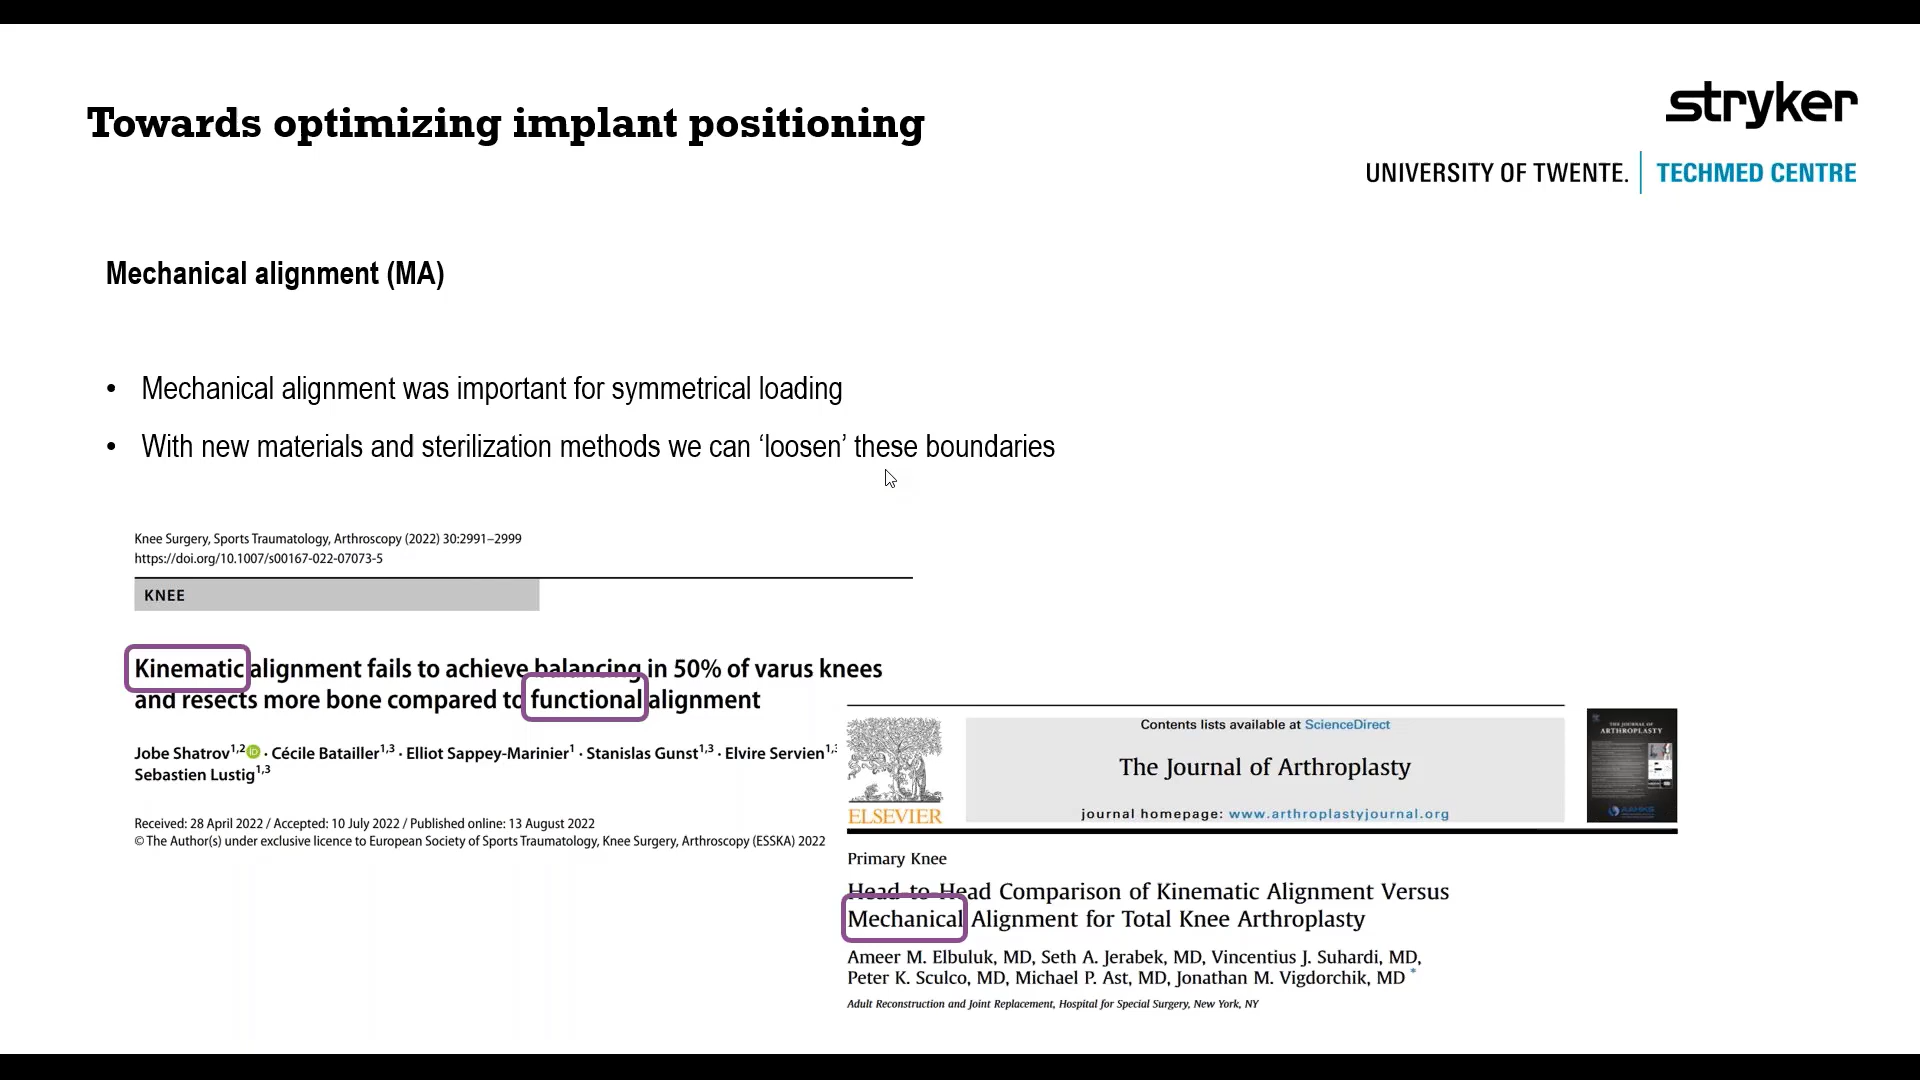 Towards optimizing implant positioning
stryker
UNIVERSITY OF TWENTE. | TECHMED CENTRE
Mechanical alignment (MA)
• Mechanical alignment was important for symmetrical loading
• With new materials and sterilization methods we can ‘loosen’ these boundaries
Knee Surgery, Sports Traumatology, Arthroscopy (2022) 30:2991–2999
https://doi.org/10.1007/s00167-022-07073-5
KNEE
Kinematic alignment fails to achieve balancing in 50% of varus knees
and resects more bone compared to functional alignment
Jobe Shatrov1,2 iD · Cécile Batailler1,3 · Elliot Sappey-Marinier1 · Stanislas Gunst1,3 · Elvire Servien1,3
Sebastien Lustig1,3
Received: 28 April 2022 / Accepted: 10 July 2022 / Published online: 13 August 2022
© The Author(s) under exclusive licence to European Society of Sports Traumatology, Knee Surgery, Arthroscopy (ESSKA) 2022
Contents lists available at ScienceDirect
The Journal of Arthroplasty
journal homepage: www.arthroplastyjournal.org
ELSEVIER
THE JOURNAL OF
ARTHROPLASTY
AAHKS
Primary Knee
Head-to-Head Comparison of Kinematic Alignment Versus
Mechanical Alignment for Total Knee Arthroplasty
Ameer M. Elbuluk, MD, Seth A. Jerabek, MD, Vincentius J. Suhardi, MD,
Peter K. Sculco, MD, Michael P. Ast, MD, Jonathan M. Vigdorchik, MD *
Adult Reconstruction and Joint Replacement, Hospital for Special Surgery, New York, NY